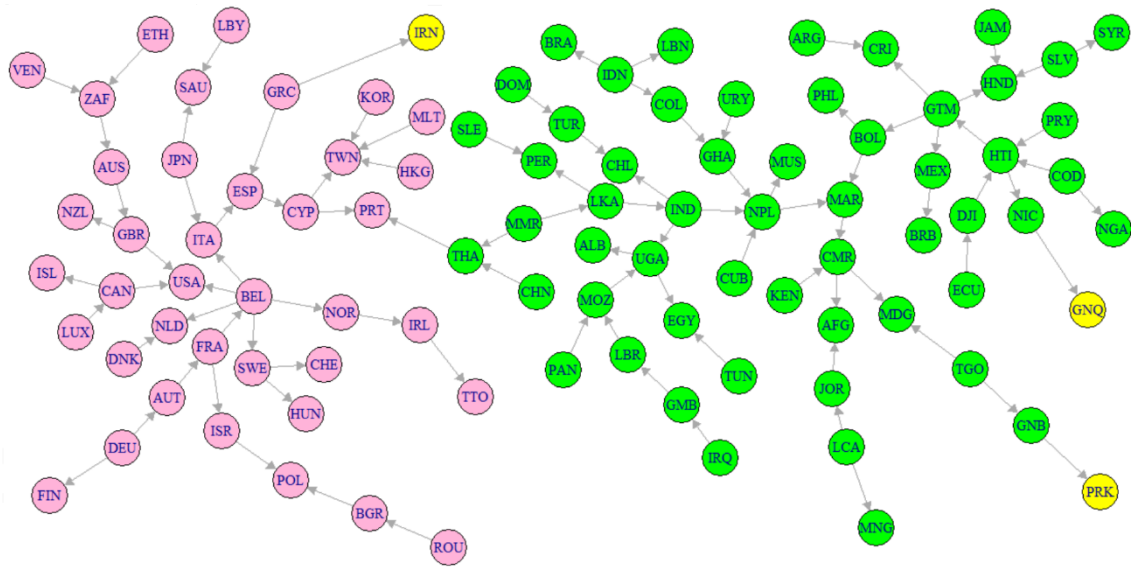 VEN
ETH
LBY
ZAF
SAU
AUS
JPN
NZL
GBR
ITA
ISL
CAN
USA
LUX
DNK
NLD
BEL
FRA
AUT
DEU
FIN
SWE
CHE
HUN
ISR
POL
BGR
ROU
NOR
IRL
TTO
GRC
IRN
ESP
KOR
MLT
TWN
HKG
CYP
PRT
THA
CHN
MMR
SLE
PER
DOM
TUR
CHL
LKA
IND
BRA
IDN
LBN
COL
URY
GHA
MUS
NPL
CUB
ALB
UGA
MOZ
EGY
TUN
PAN
LBR
GMB
IRQ
ARG
CRI
PHL
BOL
MAR
CMR
KEN
AFG
MDG
JOR
LCA
MNG
TGO
GNB
PRK
JAM
HND
SLV
SYR
GTM
MEX
BRB
HTI
PRY
COD
NGA
DJI
ECU
NIC
GNQ